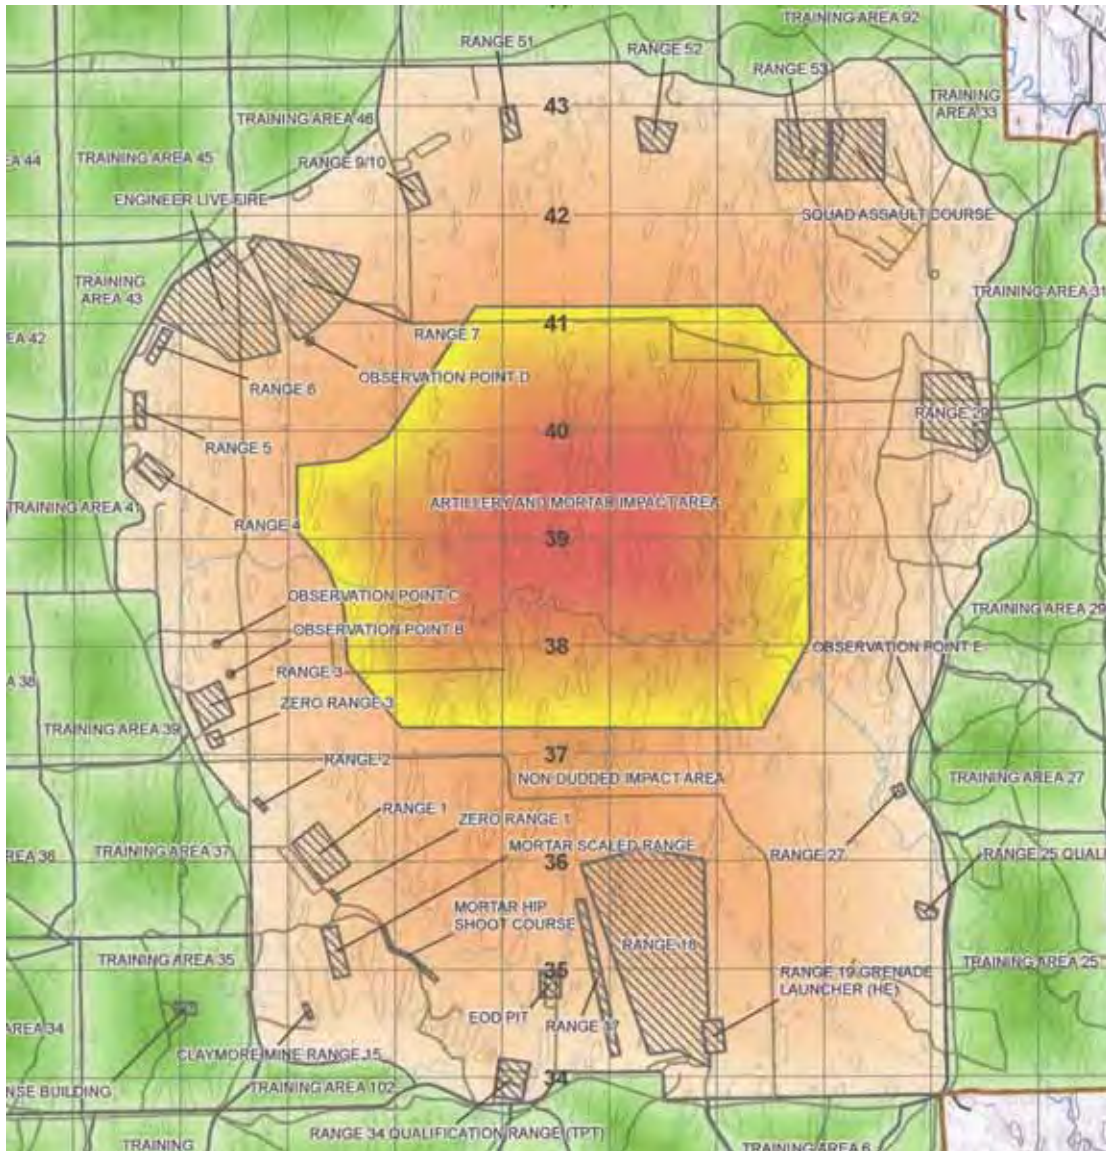 TRAINING AREA 92
RANGE 51
RANGE 52
RANGE 53
43
TRAINING
AREA 33
TRAINING AREA 46
EA 44
TRAINING AREA 45
RANGE 9/10
ENGINEER LIVE FIRE
42
SQUAD ASSAULT COURSE
TRAINING
AREA 43
TRAINING AREA 31
41
EA 42
RANGE 7
OBSERVATION POINT D
RANGE 6
RANGE 29
40
RANGE 5
ARTILLERY AND MORTAR IMPACT AREA
TRAINING AREA 41
RANGE 4
39
OBSERVATION POINT C
TRAINING AREA 29
OBSERVATION POINT B
38
OBSERVATION POINT E
RANGE 3
A 38
ZERO RANGE 3
TRAINING AREA 39
37
RANGE 2
NON DUDDED IMPACT AREA
TRAINING AREA 27
RANGE 1
ZERO RANGE 1
MORTAR SCALED RANGE
REA 36
TRAINING AREA 37
36
RANGE 27
RANGE 25 QUALI
MORTAR HIP
SHOOT COURSE
RANGE 18
TRAINING AREA 35
35
RANGE 19 GRENADE
LAUNCHER (HE)
TRAINING AREA 25
EOD PIT
RANGE 17
AREA 34
CLAYMORE MINE RANGE 15
34
NSE BUILDING
TRAINING AREA 102
RANGE 34 QUALIFICATION RANGE (TPT)
TRAINING
TRAINING AREA 6